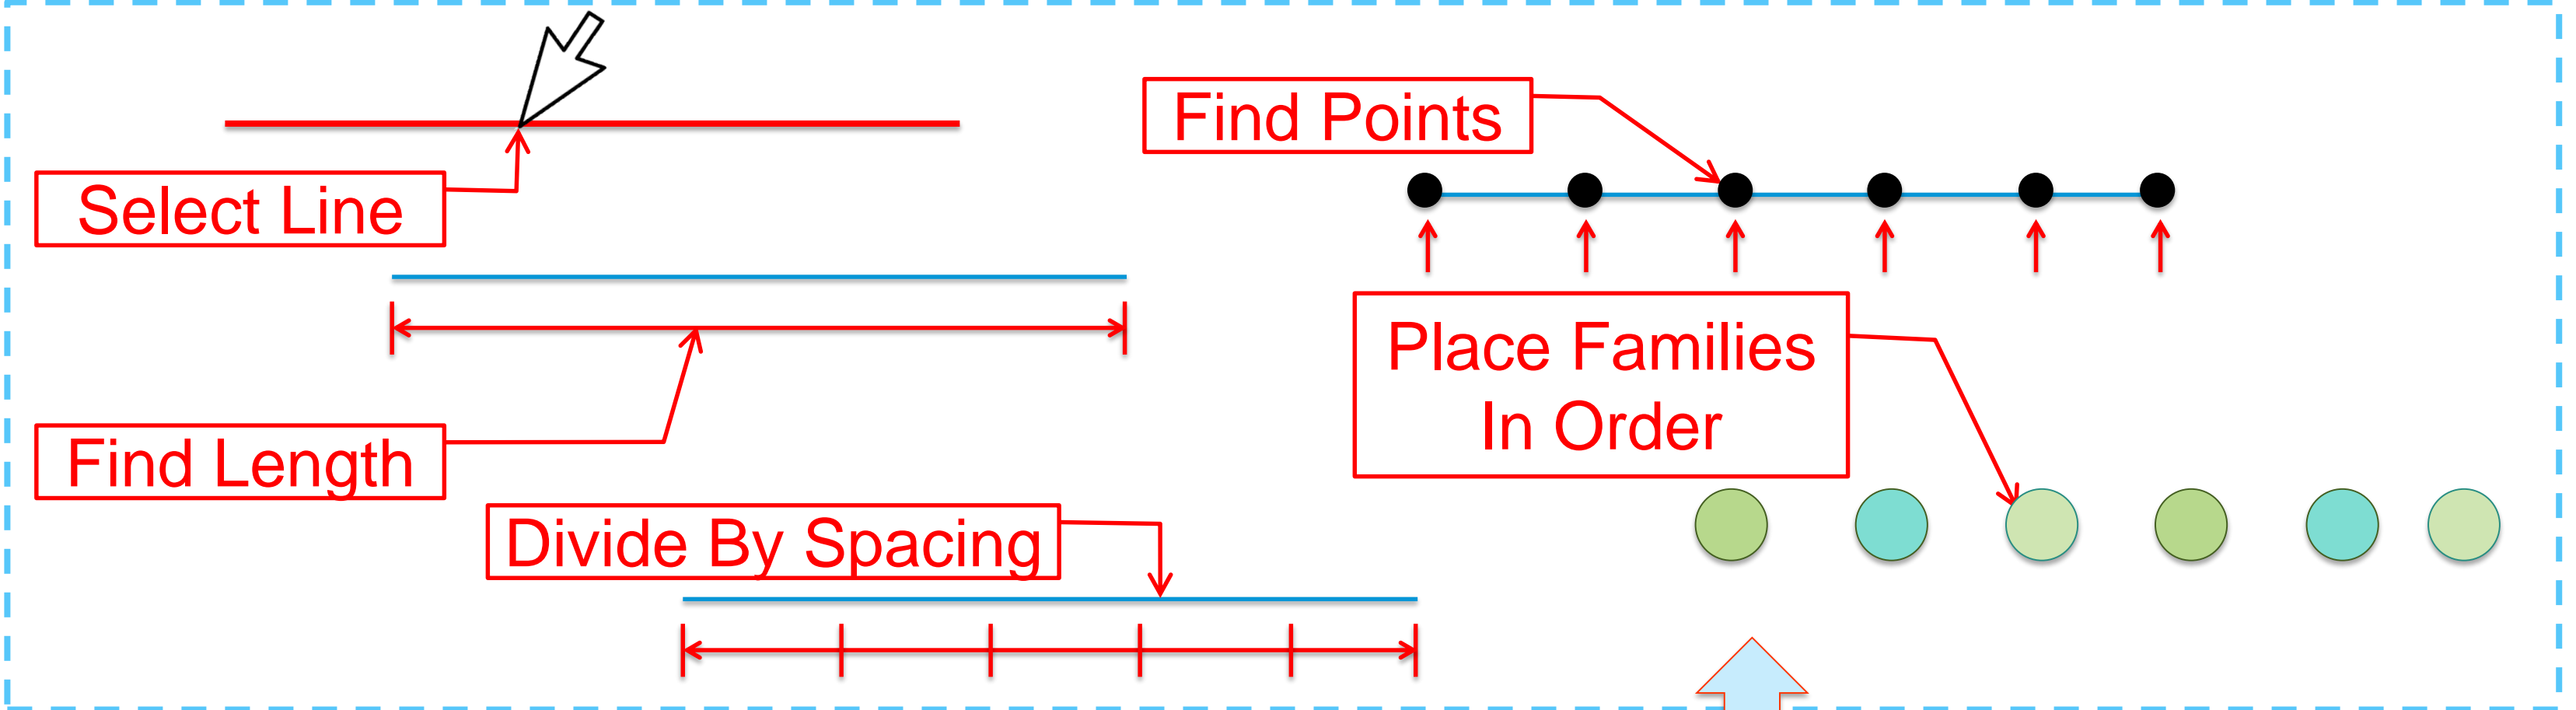 Select Line
Find Length
Divide By Spacing
Find Points
Place Families
In Order